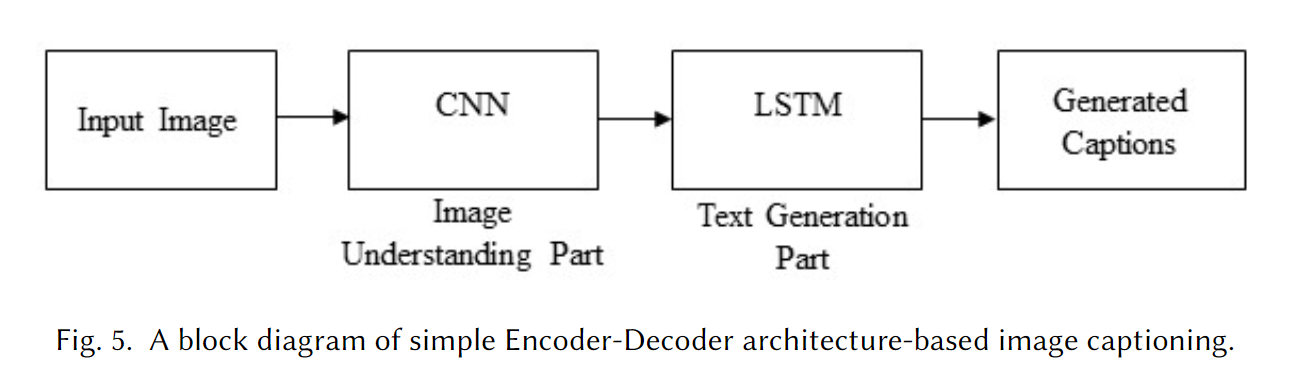 Input Image
CNN
LSTM
Generated
Captions
Image
Understanding Part
Text Generation
Part
Fig. 5. A block diagram of simple Encoder-Decoder architecture-based image captioning.